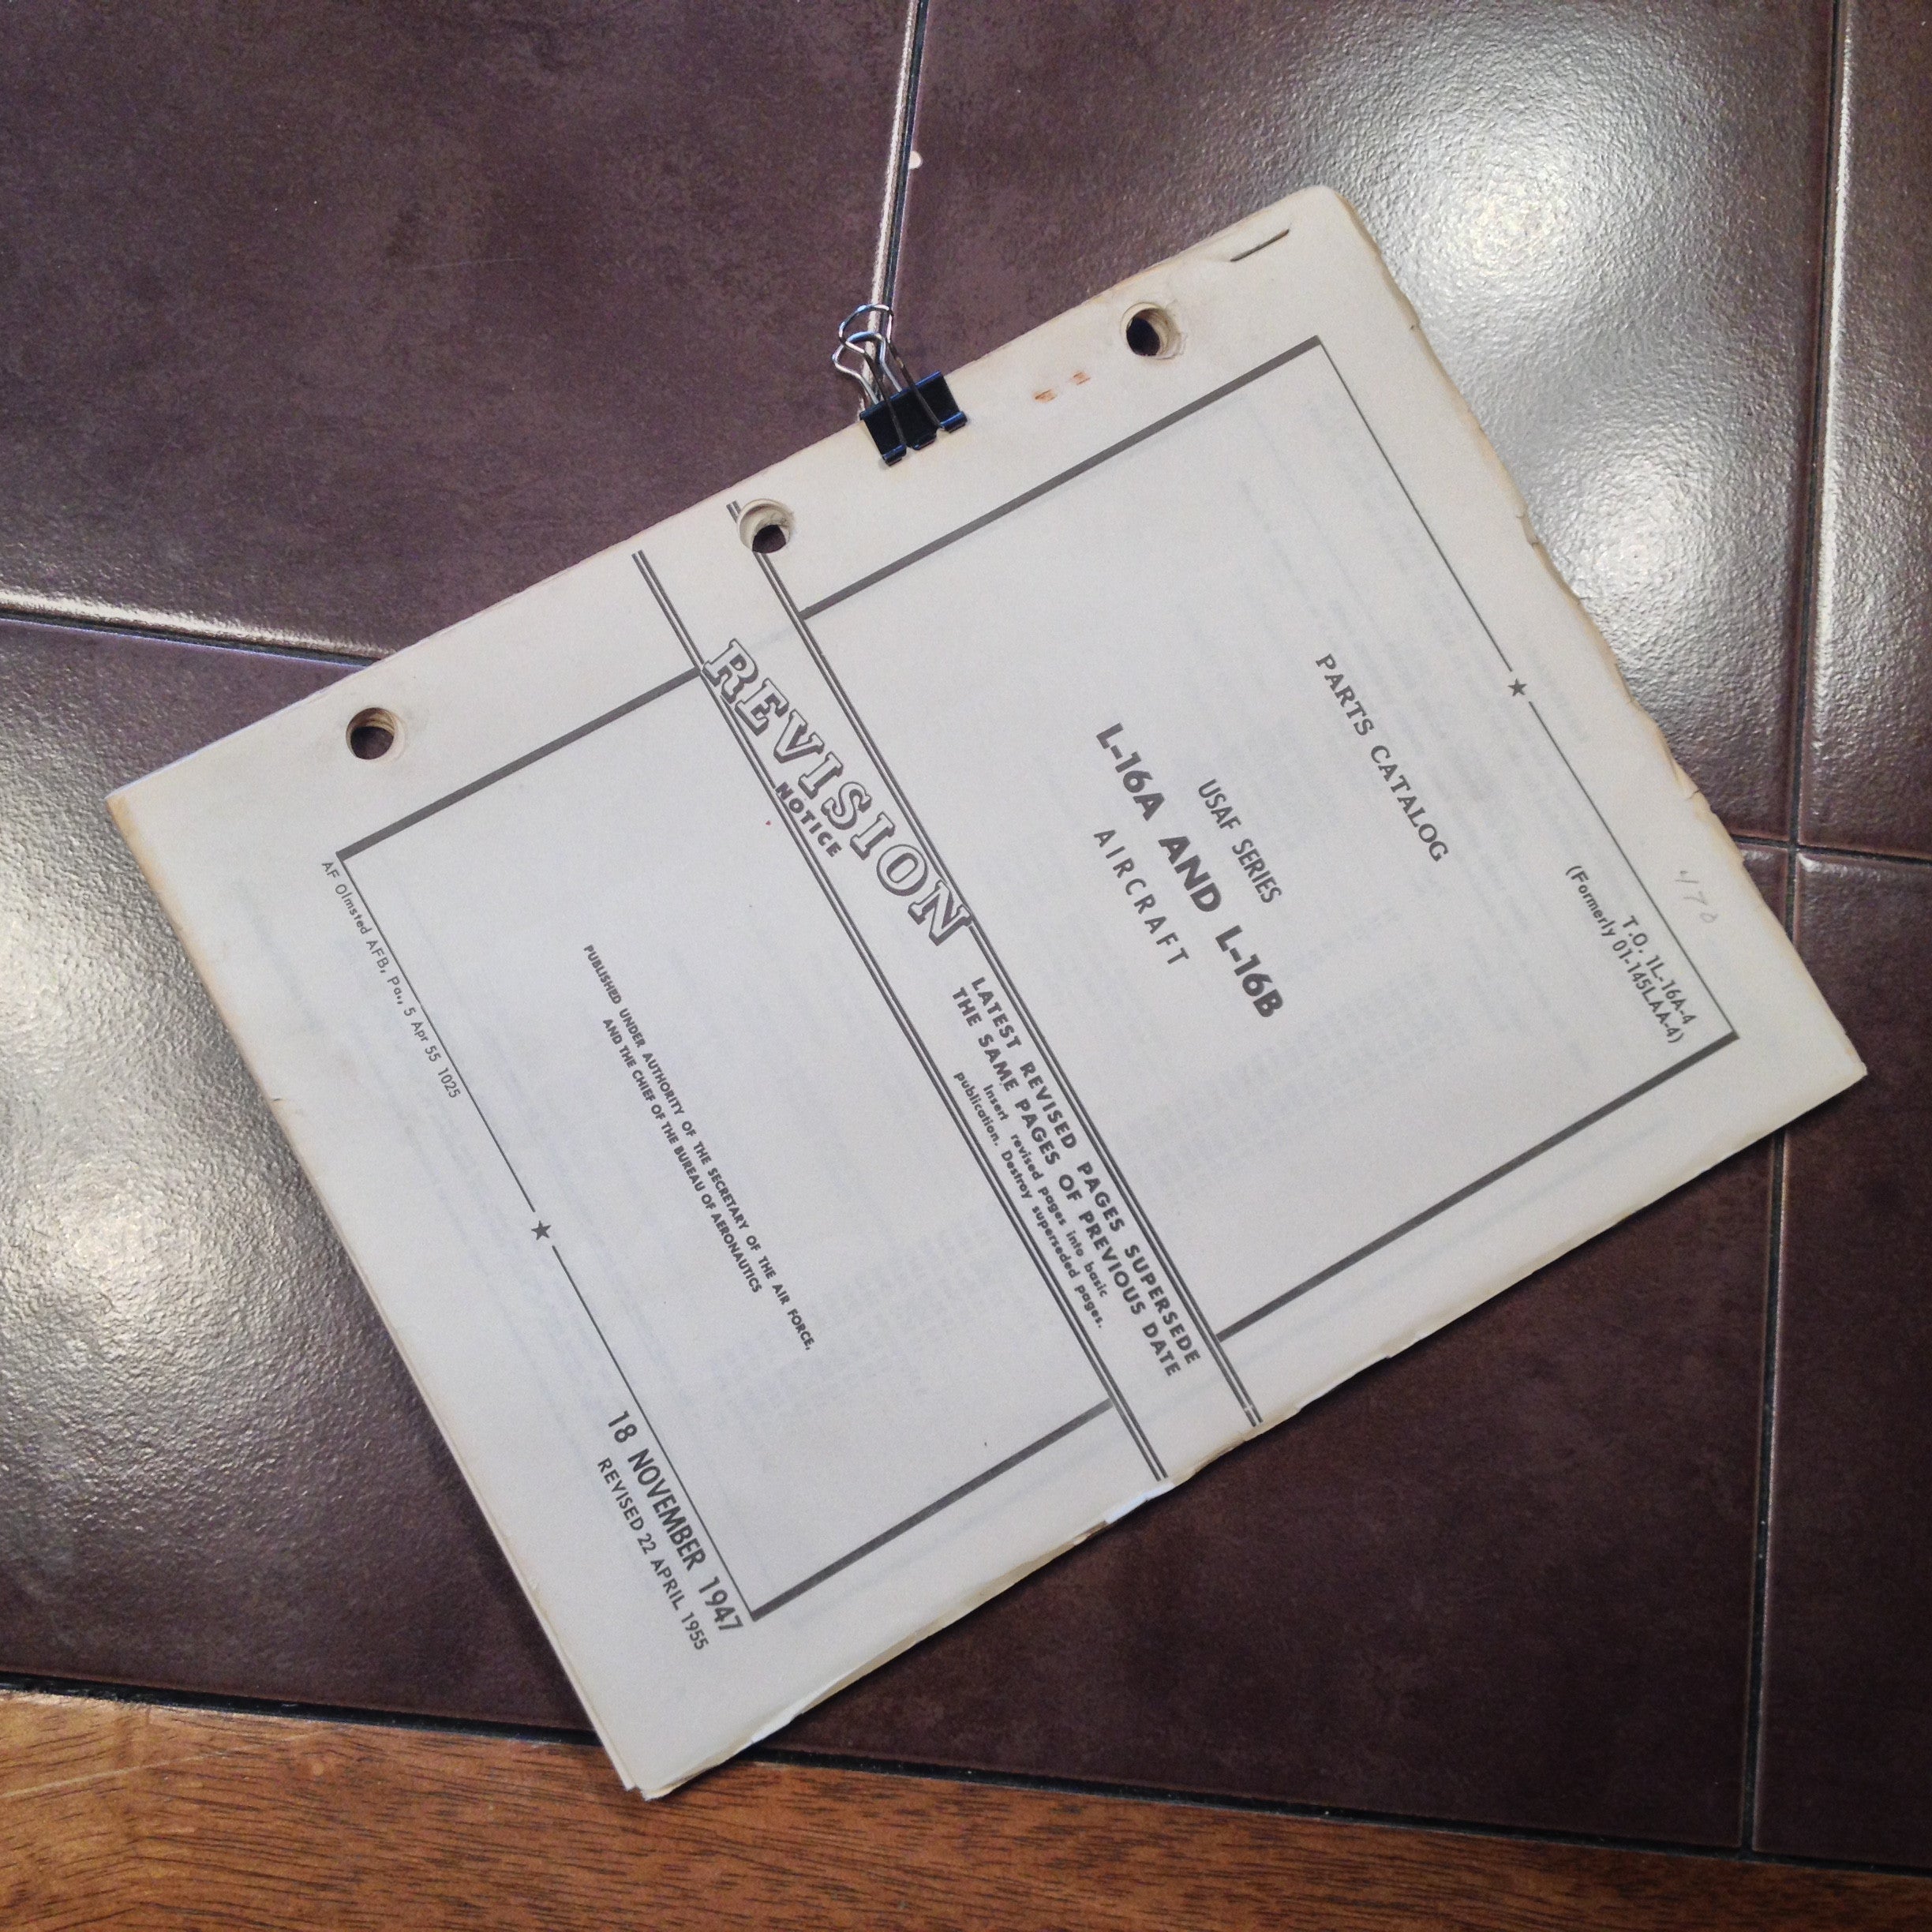 470
T.O. 1L-16A-4
(Formerly 01-145LAA-4)
PARTS CATALOG
USAF SERIES
L-16A AND L-16B
AIRCRAFT
REVISION
NOTICE
LATEST REVISED PAGES SUPERSEDE
THE SAME PAGES OF PREVIOUS DATE
Insert revised pages into basic
publication. Destroy superseded pages.
PUBLISHED UNDER AUTHORITY OF THE SECRETARY OF THE AIR FORCE,
AND THE CHIEF OF THE BUREAU OF AERONAUTICS
AF Olmsted AFB, Pa., 5 Apr 55 1025
18 NOVEMBER 1947
REVISED 22 APRIL 1955